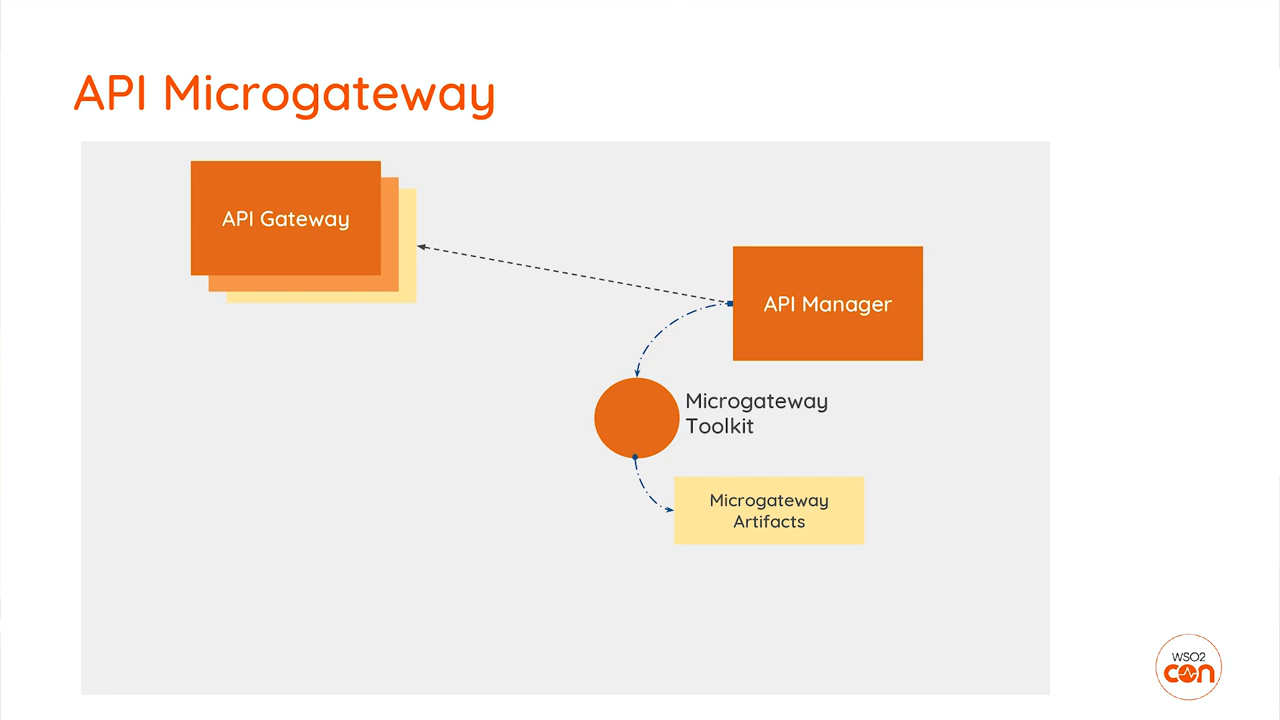 API Microgateway
API Gateway
API Manager
Microgateway
Toolkit
Microgateway
Artifacts
WSO2
con